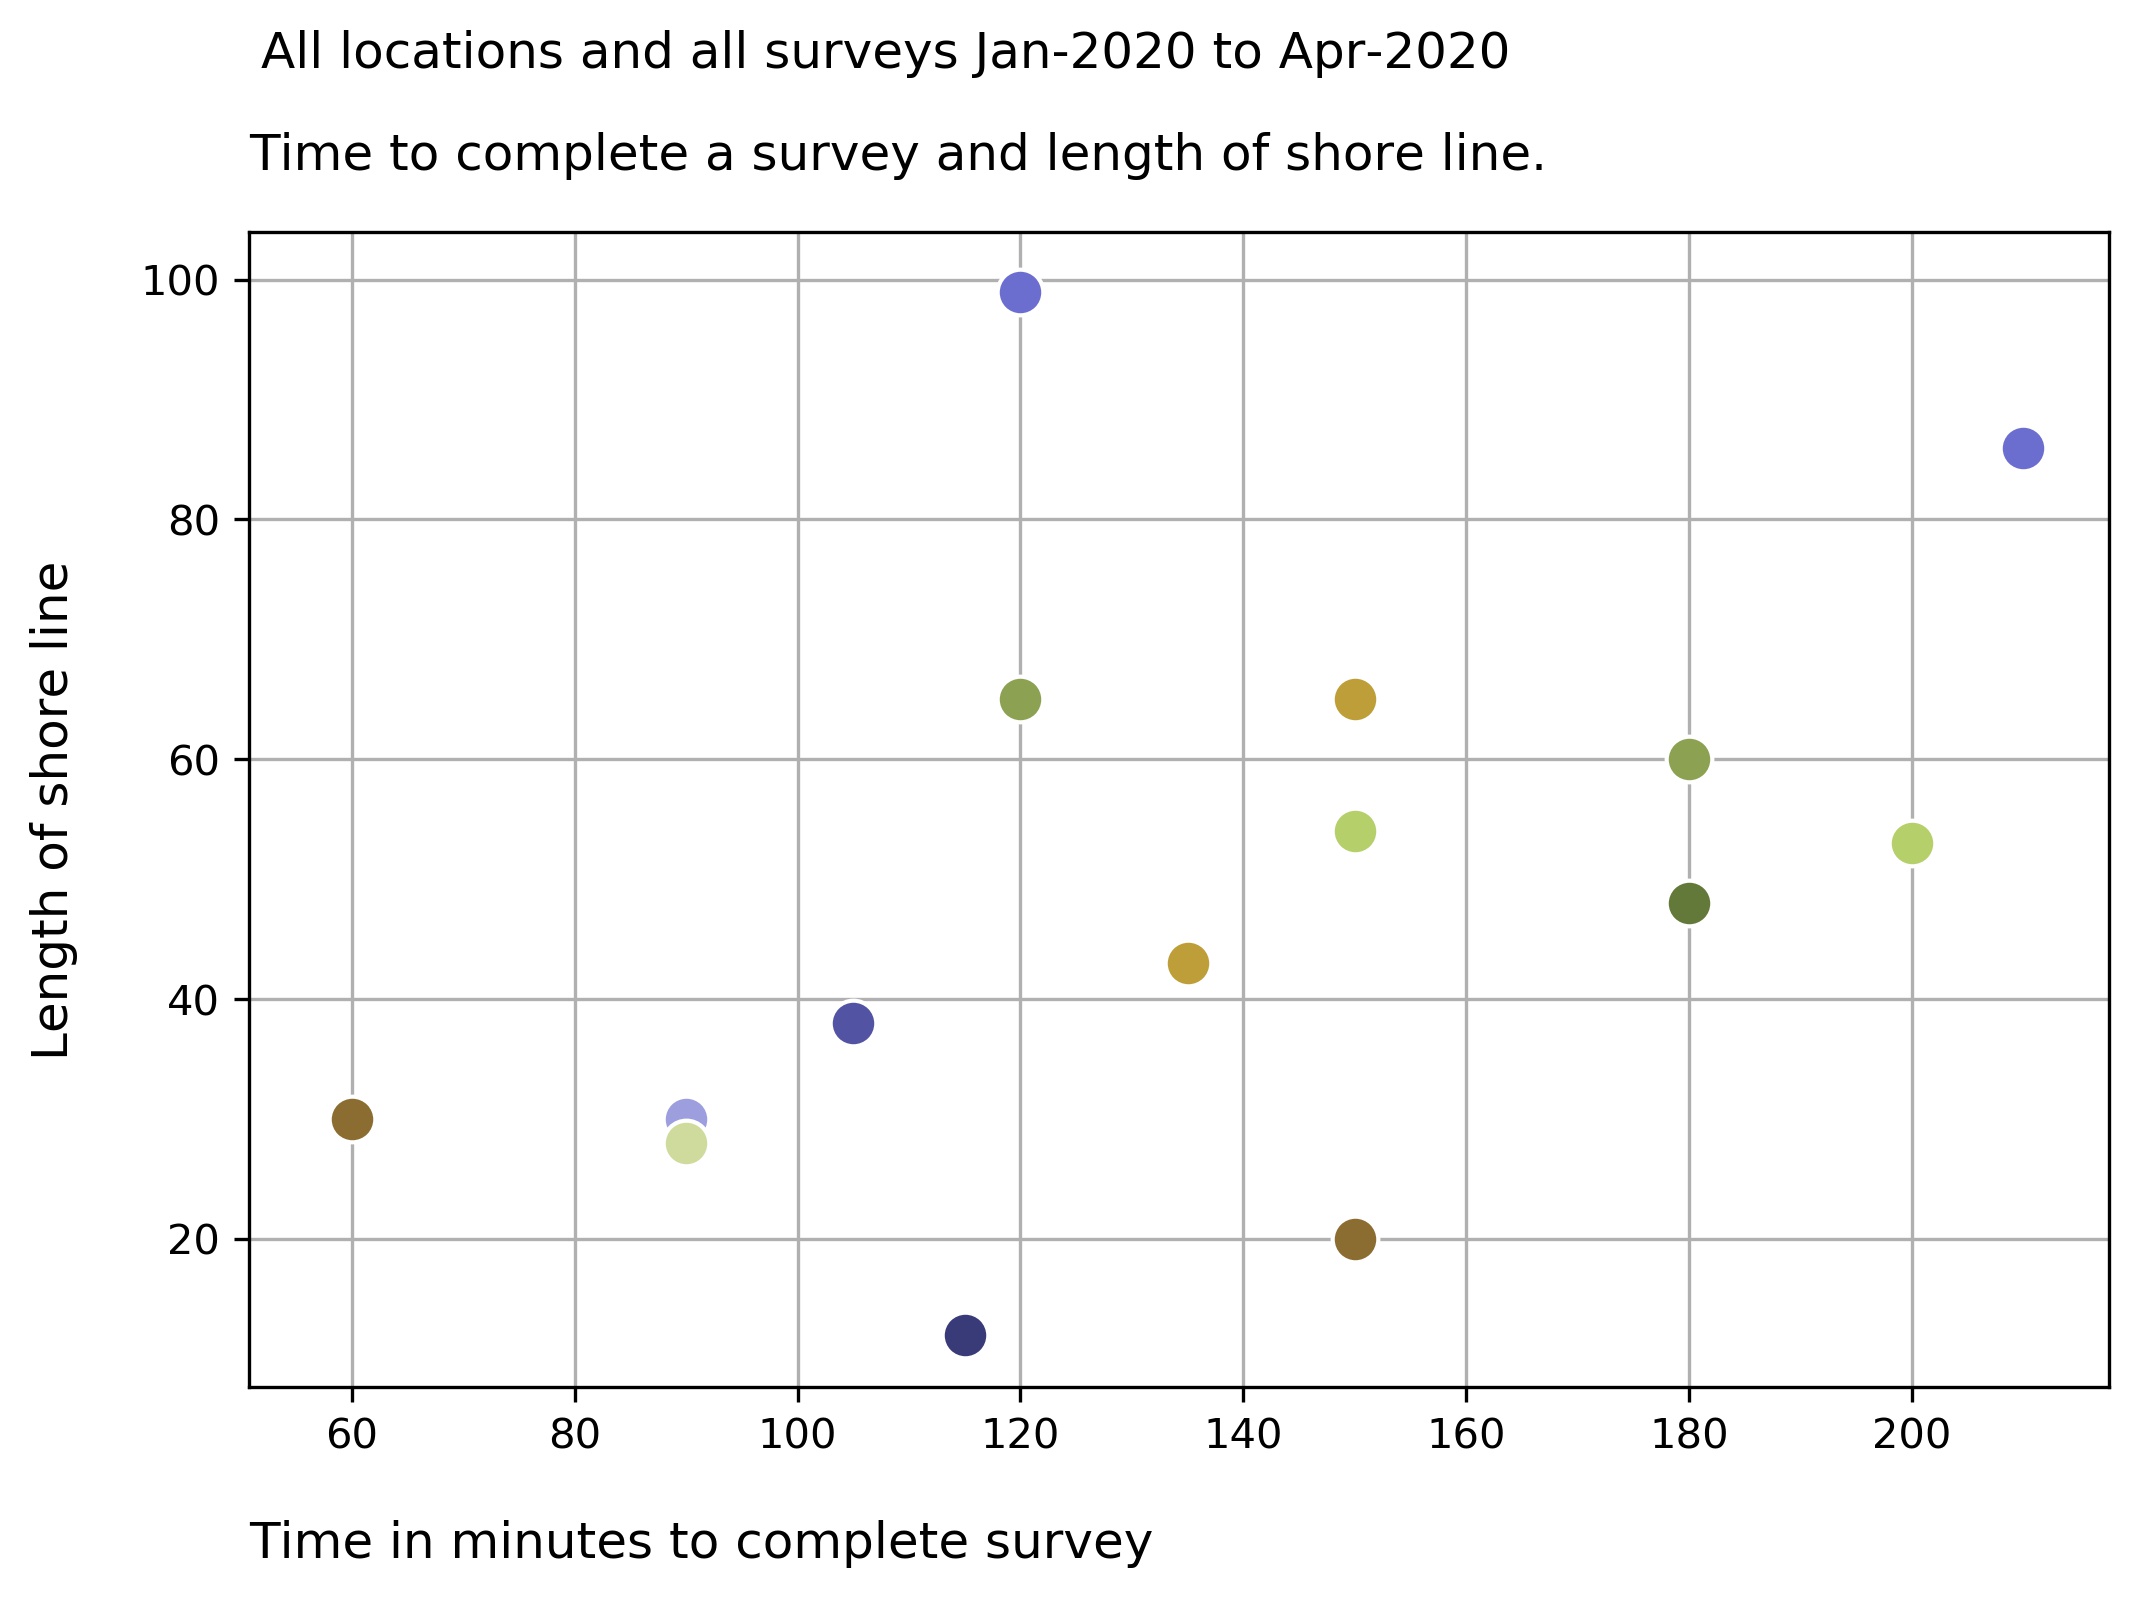 All locations and all surveys Jan-2020 to Apr-2020
Time to complete a survey and length of shore line.
Length of shore line
100
80
60
40
20
60 80 100 120 140 160 180 200
Time in minutes to complete survey